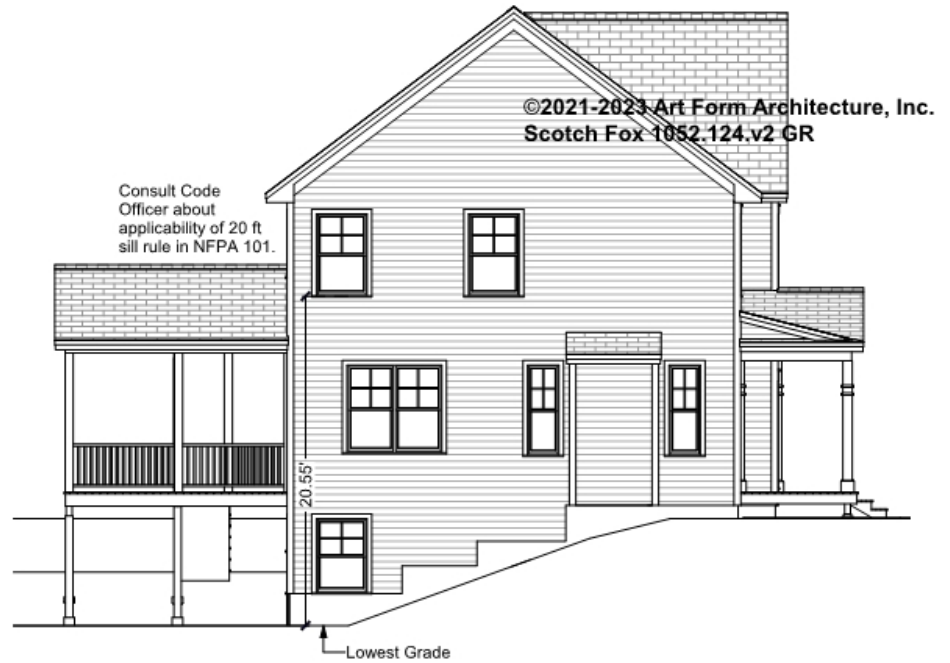 ©2021-2023 Art Form Architecture, Inc.
Scotch Fox 1052.124.v2 GR
Consult Code
Officer about
applicability of 20 ft
sill rule in NFPA 101.
20.55'
Lowest Grade